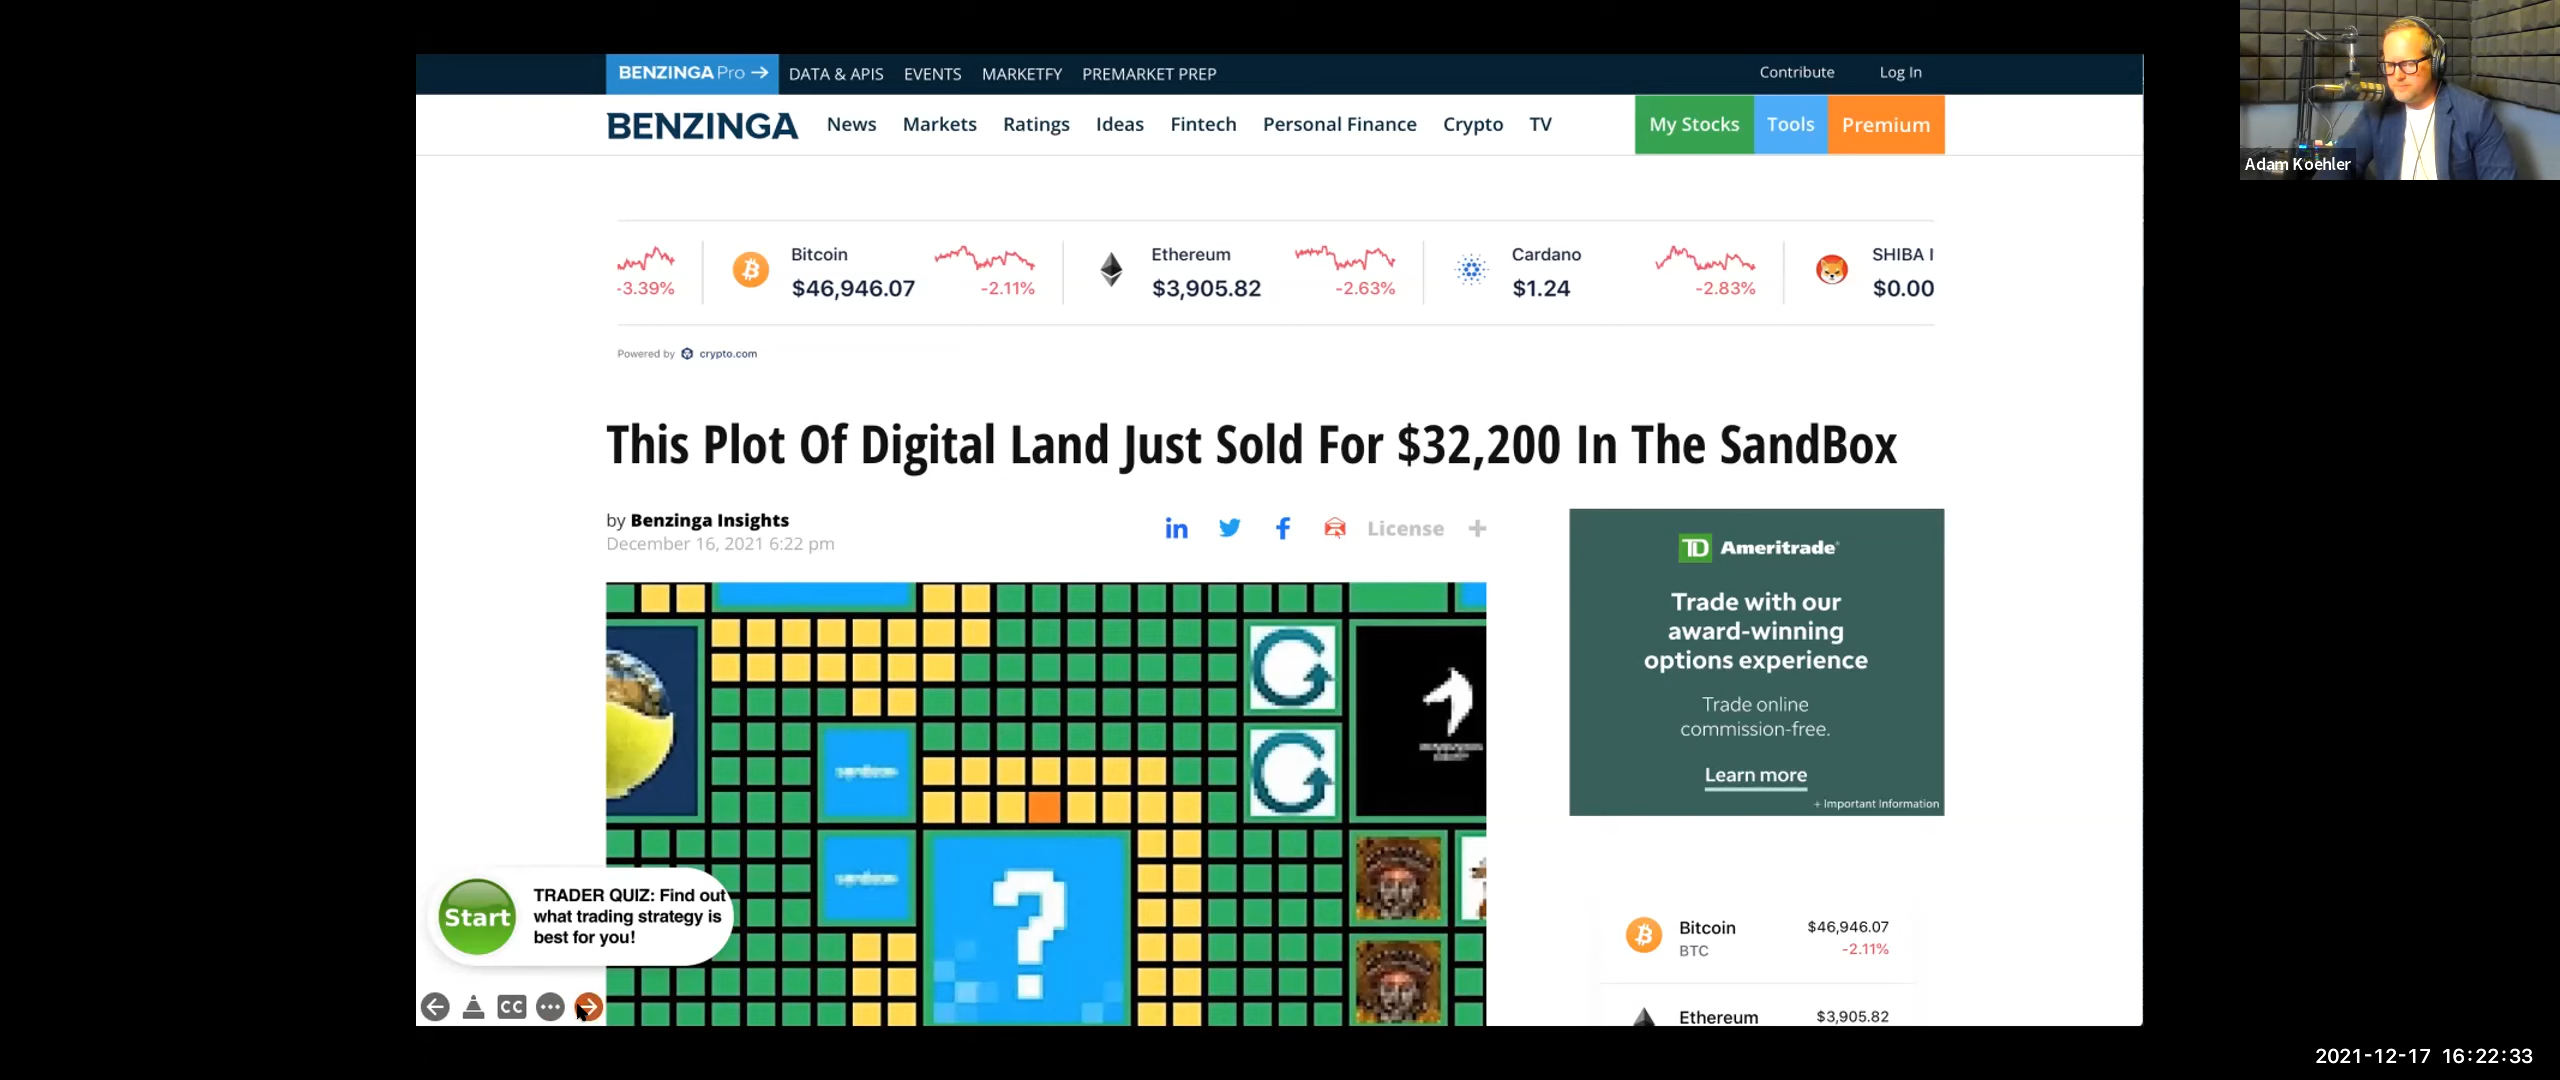 BENZINGA Pro → DATA & APIS EVENTS MARKETFY PREMARKET PREP Contribute Log In
BENZINGA News Markets Ratings Ideas Fintech Personal Finance Crypto TV My Stocks Tools Premium
Adam Koehler
-3.39%
Bitcoin
$46,946.07 -2.11%
Ethereum
$3,905.82 -2.63%
Cardano
$1.24 -2.83%
SHIBA I
$0.00
Powered by crypto.com
This Plot Of Digital Land Just Sold For $32,200 In The SandBox
by Benzinga Insights
December 16, 2021 6:22 pm
License +
TD Ameritrade®
Trade with our
award-winning
options experience
Trade online
commission-free.
Learn more
+ Important Information
?
Start
TRADER QUIZ: Find out
what trading strategy is
best for you!
Bitcoin $46,946.07
BTC -2.11%
Ethereum $3,905.82
CC
2021-12-17 16:22:33